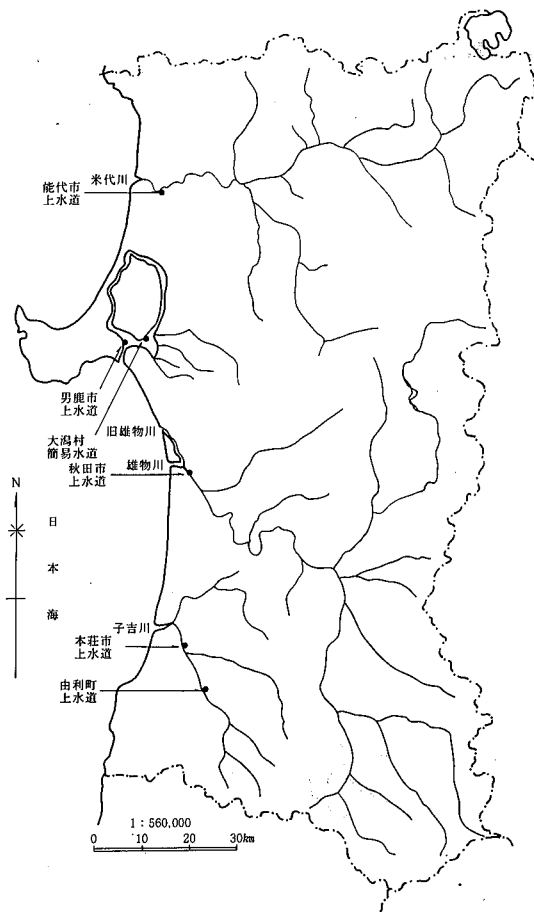 米代川
能代市
上水道
男鹿市
上水道
大潟村
簡易水道
旧雄物川
雄物川
秋田市
上水道
N
日
本
海
子吉川
本荘市
上水道
由利町
上水道
1：560,000
0 10 20 30km